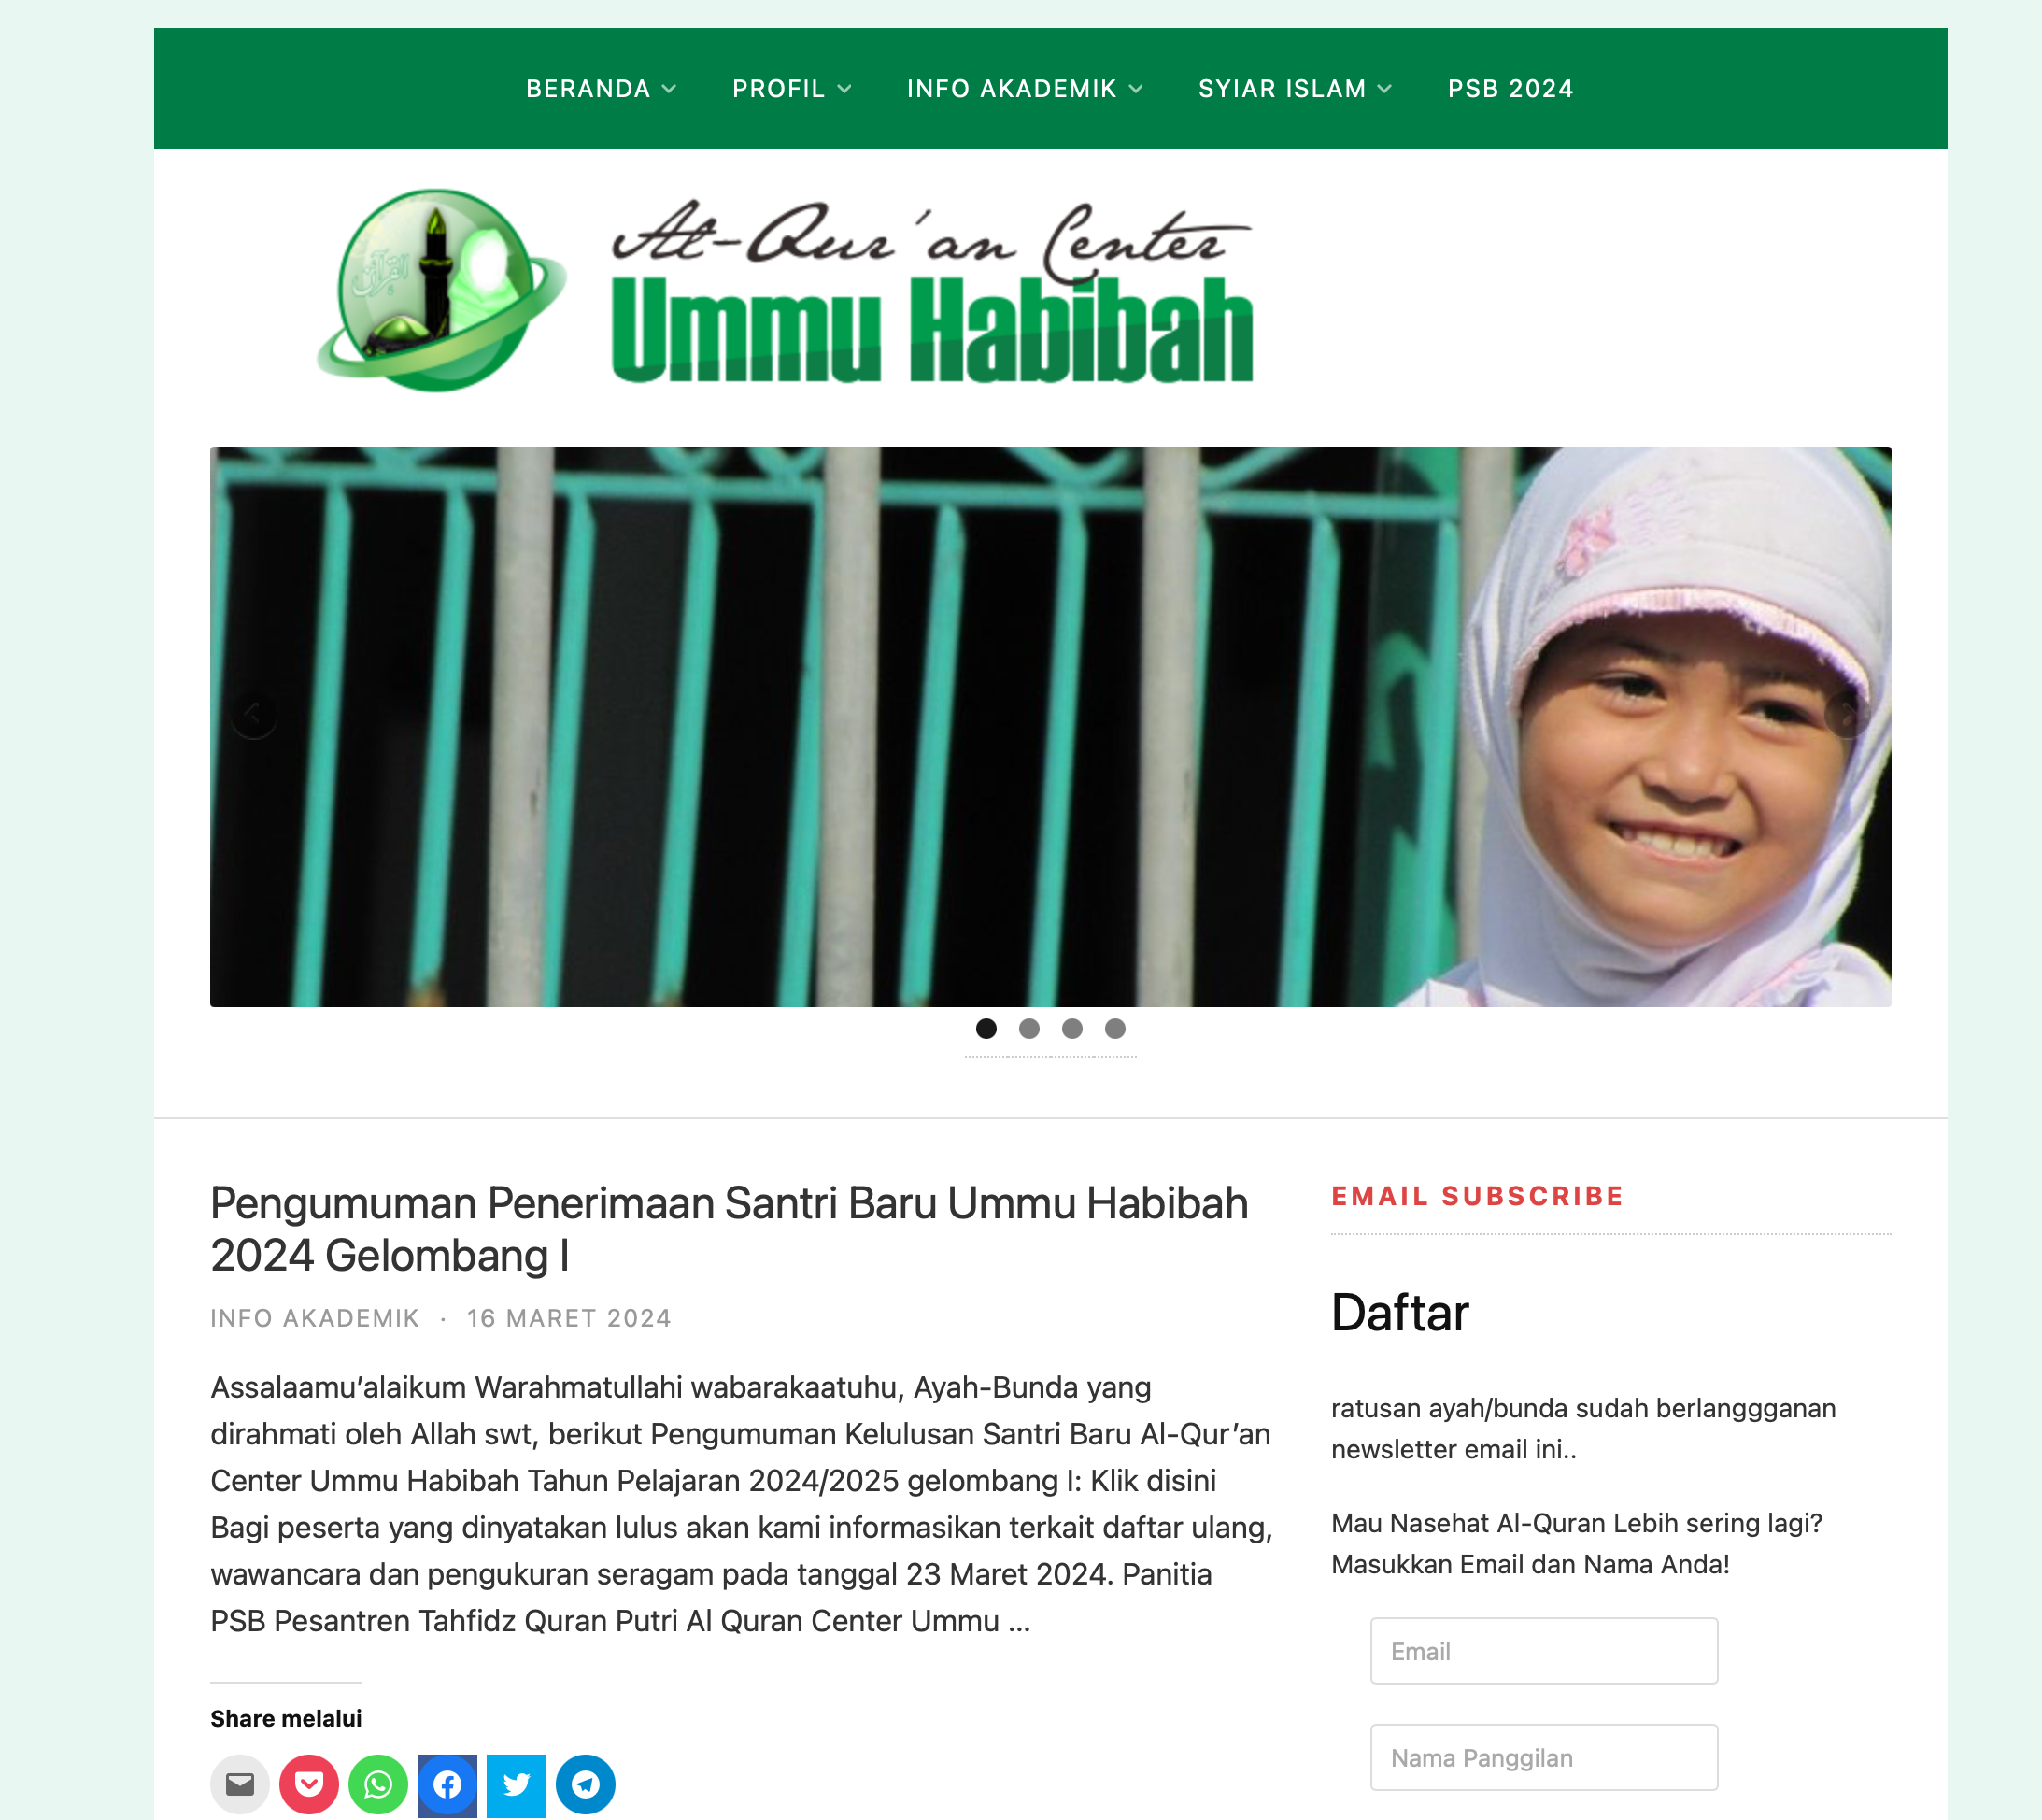 BERANDA PROFIL INFO AKADEMIK SYIAR ISLAM PSB 2024
القرآن
Al-Qur'an Center
Ummu Habibah
Pengumuman Penerimaan Santri Baru Ummu Habibah
2024 Gelombang I
INFO AKADEMIK · 16 MARET 2024
Assalaamu’alaikum Warahmatullahi wabarakaatuhu, Ayah-Bunda yang
dirahmati oleh Allah swt, berikut Pengumuman Kelulusan Santri Baru Al-Qur’an
Center Ummu Habibah Tahun Pelajaran 2024/2025 gelombang I: Klik disini
Bagi peserta yang dinyatakan lulus akan kami informasikan terkait daftar ulang,
wawancara dan pengukuran seragam pada tanggal 23 Maret 2024. Panitia
PSB Pesantren Tahfidz Quran Putri Al Quran Center Ummu ...
Share melalui
EMAIL SUBSCRIBE
Daftar
ratusan ayah/bunda sudah berlanggganan
newsletter email ini..
Mau Nasehat Al-Quran Lebih sering lagi?
Masukkan Email dan Nama Anda!
Email
Nama Panggilan